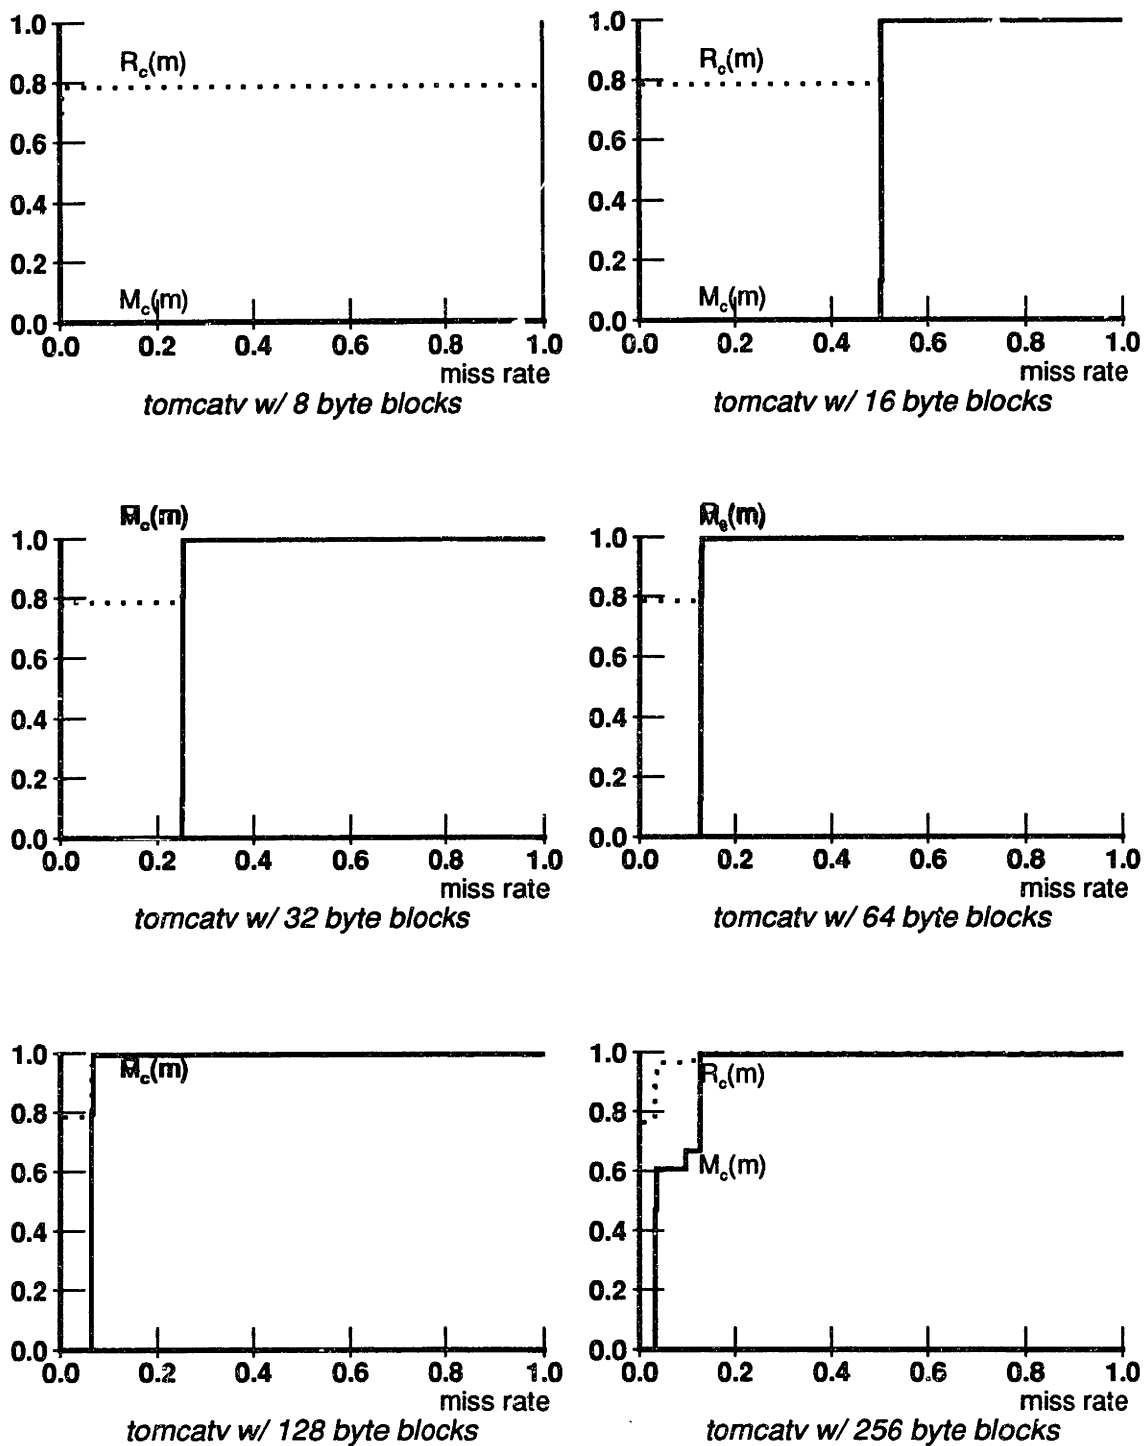 1.0
R_c(m)
0.8
0.6
0.4
0.2
M_c(m)
0.0
0.0 0.2 0.4 0.6 0.8 1.0
miss rate
tomcatv w/ 8 byte blocks
1.0
R_c(m)
0.8
0.6
0.4
0.2
M_c(m)
0.0
0.0 0.2 0.4 0.6 0.8 1.0
miss rate
tomcatv w/ 16 byte blocks
M_c(m)
1.0
0.8
0.6
0.4
0.2
0.0
0.0 0.2 0.4 0.6 0.8 1.0
miss rate
tomcatv w/ 32 byte blocks
1.0
0.8
0.6
0.4
0.2
0.0
0.0 0.2 0.4 0.6 0.8 1.0
miss rate
tomcatv w/ 64 byte blocks
1.0
M_c(m)
0.8
0.6
0.4
0.2
0.0
0.0 0.2 0.4 0.6 0.8 1.0
miss rate
tomcatv w/ 128 byte blocks
1.0
R_c(m)
0.8
0.6
M_c(m)
0.4
0.2
0.0
0.0 0.2 0.4 0.6 0.8 1.0
miss rate
tomcatv w/ 256 byte blocks